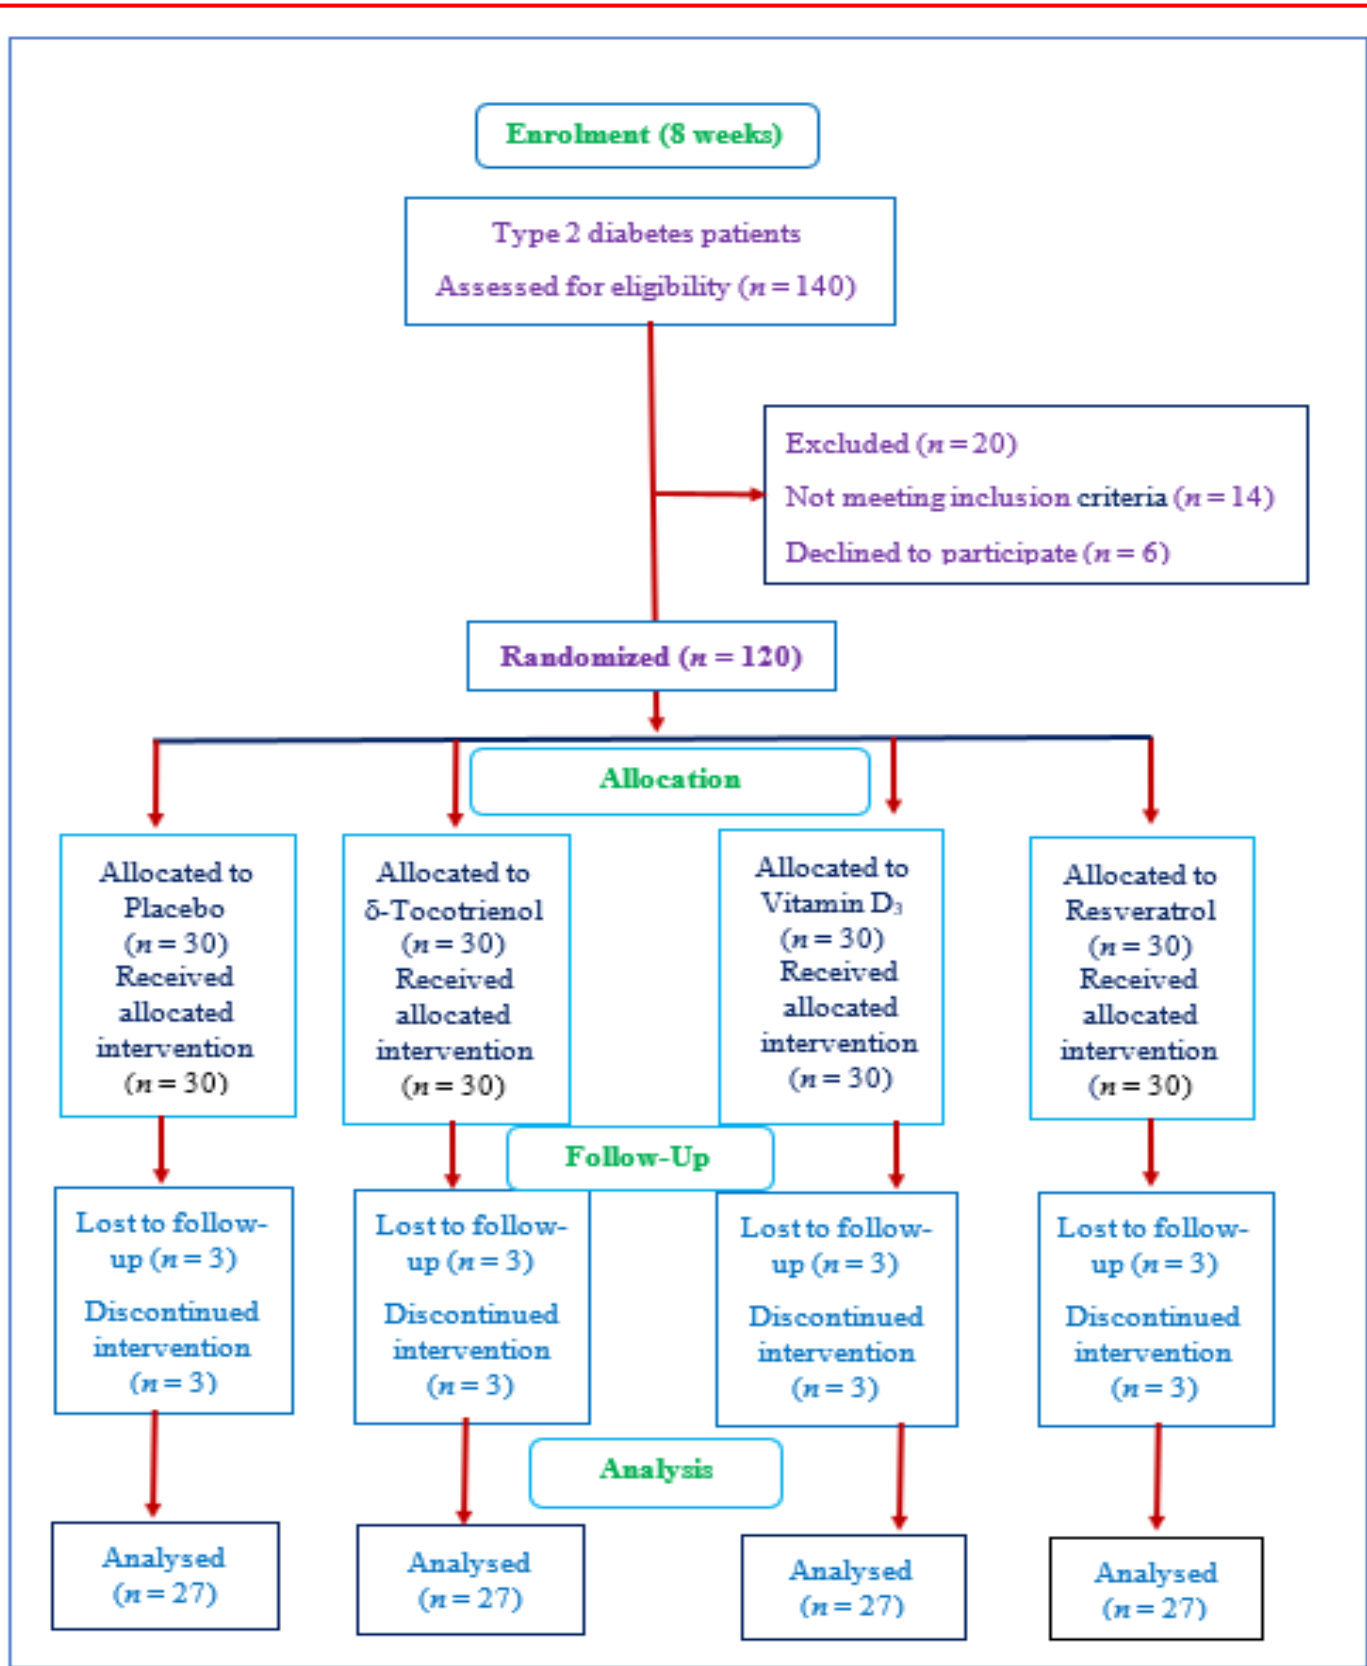 Enrolment (8 weeks)
Type 2 diabetes patients
Assessed for eligibility (n = 140)
Excluded (n = 20)
Not meeting inclusion criteria (n = 14)
Declined to participate (n = 6)
Randomized (n = 120)
Allocation
Allocated to
Placebo
(n = 30)
Received
allocated
intervention
(n = 30)
Allocated to
δ-Tocotrienol
(n = 30)
Received
allocated
intervention
(n = 30)
Allocated to
Vitamin D₃
(n = 30)
Received
allocated
intervention
(n = 30)
Allocated to
Resveratrol
(n = 30)
Received
allocated
intervention
(n = 30)
Follow-Up
Lost to follow-
up (n = 3)
Discontinued
intervention
(n = 3)
Lost to follow-
up (n = 3)
Discontinued
intervention
(n = 3)
Lost to follow-
up (n = 3)
Discontinued
intervention
(n = 3)
Lost to follow-
up (n = 3)
Discontinued
intervention
(n = 3)
Analysis
Analysed
(n = 27)
Analysed
(n = 27)
Analysed
(n = 27)
Analysed
(n = 27)